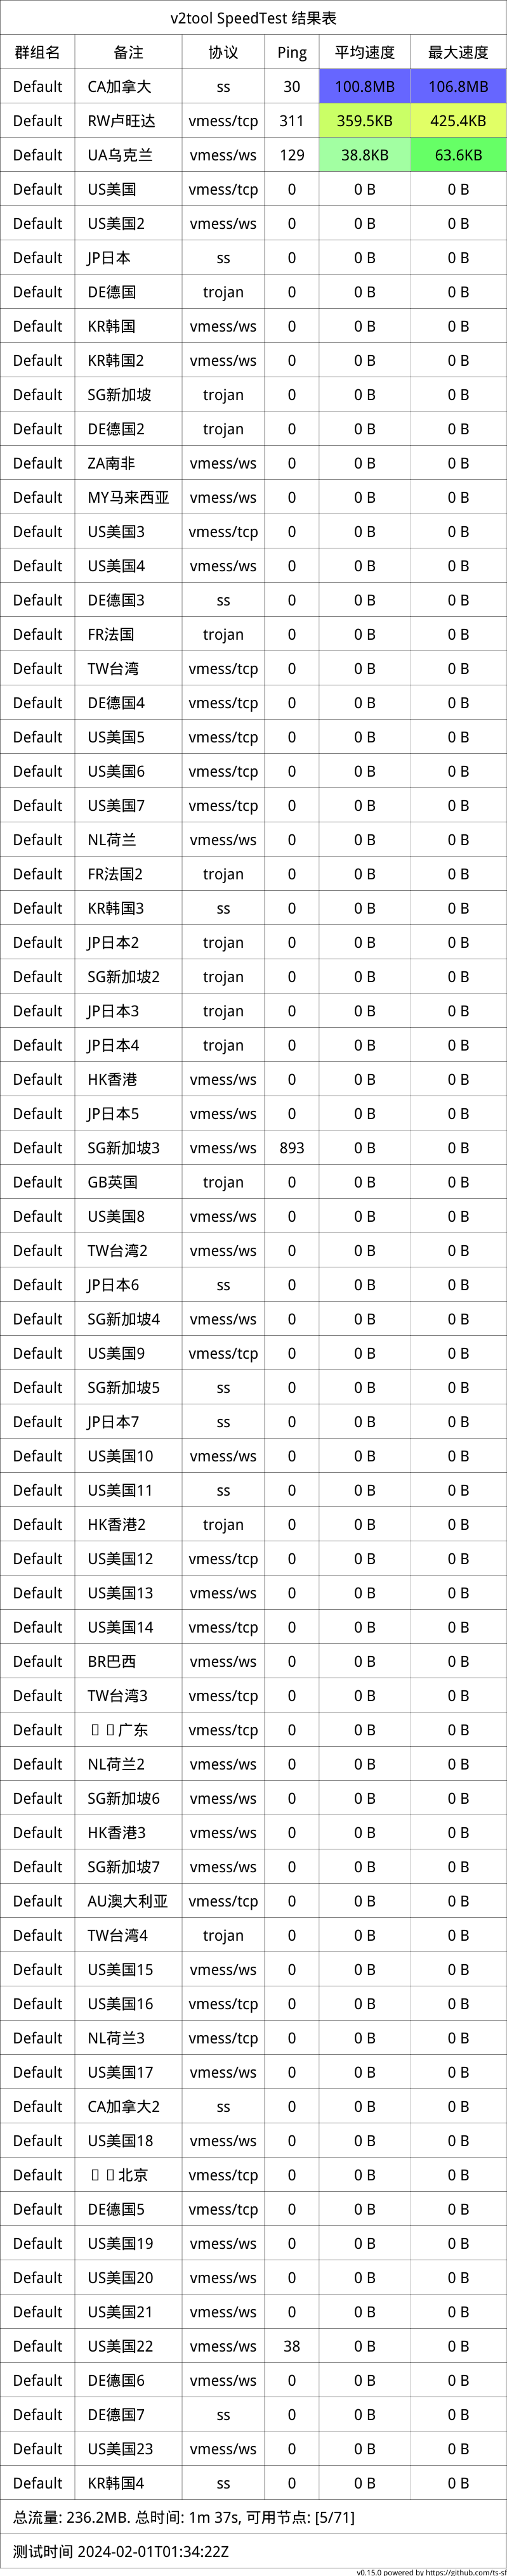 v2tool SpeedTest 结果表
群组名 备注 协议 Ping 平均速度 最大速度
Default CA加拿大 ss 30 100.8MB 106.8MB
Default RW卢旺达 vmess/tcp 311 359.5KB 425.4KB
Default UA乌克兰 vmess/ws 129 38.8KB 63.6KB
Default US美国 vmess/tcp 0 0 B 0 B
Default US美国2 vmess/ws 0 0 B 0 B
Default JP日本 ss 0 0 B 0 B
Default DE德国 trojan 0 0 B 0 B
Default KR韩国 vmess/ws 0 0 B 0 B
Default KR韩国2 vmess/ws 0 0 B 0 B
Default SG新加坡 trojan 0 0 B 0 B
Default DE德国2 trojan 0 0 B 0 B
Default ZA南非 vmess/ws 0 0 B 0 B
Default MY马来西亚 vmess/ws 0 0 B 0 B
Default US美国3 vmess/tcp 0 0 B 0 B
Default US美国4 vmess/ws 0 0 B 0 B
Default DE德国3 ss 0 0 B 0 B
Default FR法国 trojan 0 0 B 0 B
Default TW台湾 vmess/tcp 0 0 B 0 B
Default DE德国4 vmess/tcp 0 0 B 0 B
Default US美国5 vmess/tcp 0 0 B 0 B
Default US美国6 vmess/tcp 0 0 B 0 B
Default US美国7 vmess/tcp 0 0 B 0 B
Default NL荷兰 vmess/ws 0 0 B 0 B
Default FR法国2 trojan 0 0 B 0 B
Default KR韩国3 ss 0 0 B 0 B
Default JP日本2 trojan 0 0 B 0 B
Default SG新加坡2 trojan 0 0 B 0 B
Default JP日本3 trojan 0 0 B 0 B
Default JP日本4 trojan 0 0 B 0 B
Default HK香港 vmess/ws 0 0 B 0 B
Default JP日本5 vmess/ws 0 0 B 0 B
Default SG新加坡3 vmess/ws 893 0 B 0 B
Default GB英国 trojan 0 0 B 0 B
Default US美国8 vmess/ws 0 0 B 0 B
Default TW台湾2 vmess/ws 0 0 B 0 B
Default JP日本6 ss 0 0 B 0 B
Default SG新加坡4 vmess/ws 0 0 B 0 B
Default US美国9 vmess/tcp 0 0 B 0 B
Default SG新加坡5 ss 0 0 B 0 B
Default JP日本7 ss 0 0 B 0 B
Default US美国10 vmess/ws 0 0 B 0 B
Default US美国11 ss 0 0 B 0 B
Default HK香港2 trojan 0 0 B 0 B
Default US美国12 vmess/tcp 0 0 B 0 B
Default US美国13 vmess/ws 0 0 B 0 B
Default US美国14 vmess/tcp 0 0 B 0 B
Default BR巴西 vmess/ws 0 0 B 0 B
Default TW台湾3 vmess/tcp 0 0 B 0 B
Default 广东 vmess/tcp 0 0 B 0 B
Default NL荷兰2 vmess/ws 0 0 B 0 B
Default SG新加坡6 vmess/ws 0 0 B 0 B
Default HK香港3 vmess/ws 0 0 B 0 B
Default SG新加坡7 vmess/ws 0 0 B 0 B
Default AU澳大利亚 vmess/tcp 0 0 B 0 B
Default TW台湾4 trojan 0 0 B 0 B
Default US美国15 vmess/ws 0 0 B 0 B
Default US美国16 vmess/tcp 0 0 B 0 B
Default NL荷兰3 vmess/tcp 0 0 B 0 B
Default US美国17 vmess/ws 0 0 B 0 B
Default CA加拿大2 ss 0 0 B 0 B
Default US美国18 vmess/ws 0 0 B 0 B
Default 北京 vmess/tcp 0 0 B 0 B
Default DE德国5 vmess/tcp 0 0 B 0 B
Default US美国19 vmess/ws 0 0 B 0 B
Default US美国20 vmess/ws 0 0 B 0 B
Default US美国21 vmess/ws 0 0 B 0 B
Default US美国22 vmess/ws 38 0 B 0 B
Default DE德国6 vmess/ws 0 0 B 0 B
Default DE德国7 ss 0 0 B 0 B
Default US美国23 vmess/ws 0 0 B 0 B
Default KR韩国4 ss 0 0 B 0 B
总流量: 236.2MB. 总时间: 1m 37s, 可用节点: [5/71]
测试时间 2024-02-01T01:34:22Z
v0.15.0 powered by https://github.com/ts-sf